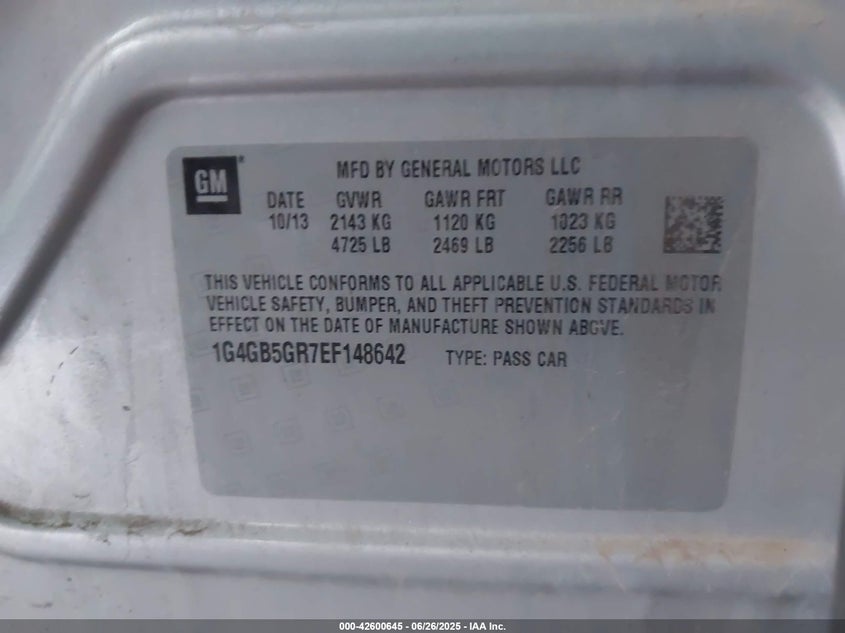 GM
MFD BY GENERAL MOTORS LLC
DATE GVWR GAWR FRT GAWR RR
10/13 2143 KG 1120 KG 1023 KG
4725 LB 2469 LB 2256 LB
THIS VEHICLE CONFORMS TO ALL APPLICABLE U.S. FEDERAL MOTOR
VEHICLE SAFETY, BUMPER, AND THEFT PREVENTION STANDARDS IN
EFFECT ON THE DATE OF MANUFACTURE SHOWN ABOVE.
1G4GB5GR7EF148642 TYPE: PASS CAR
000-42600645 / 06/26/2025 - IAA Inc.